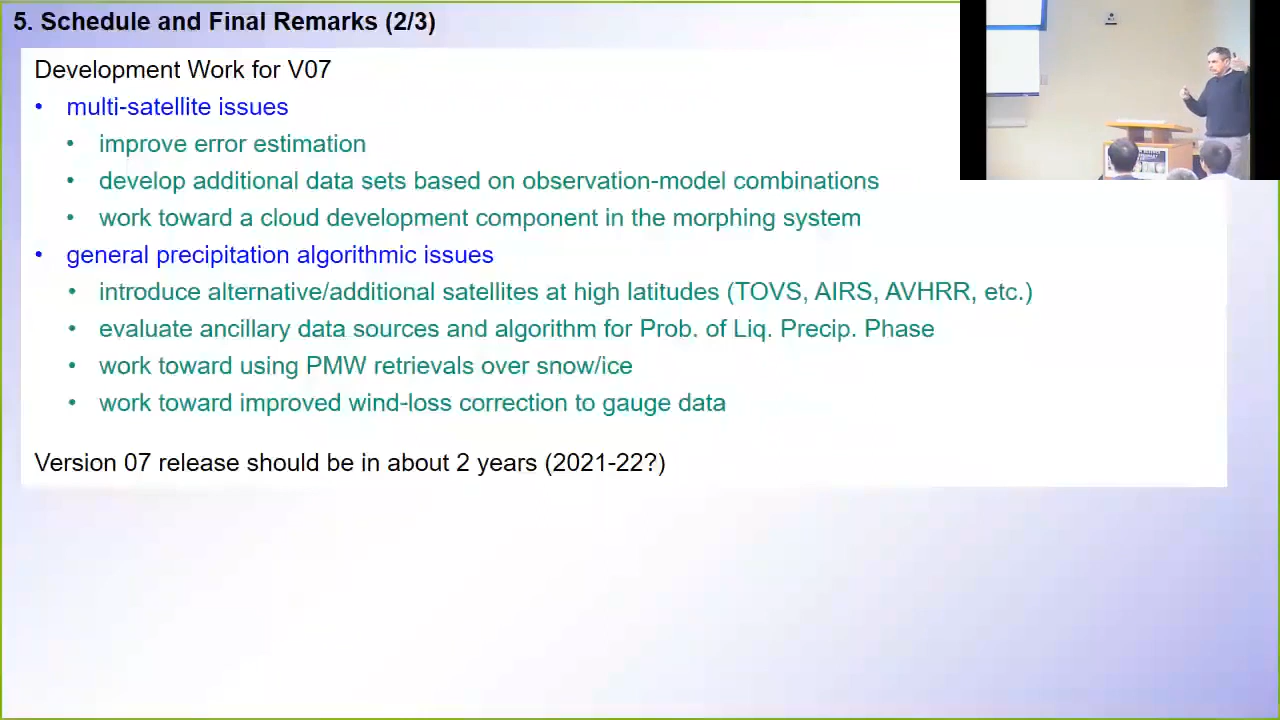 5. Schedule and Final Remarks (2/3)
Development Work for V07
• multi-satellite issues
• improve error estimation
• develop additional data sets based on observation-model combinations
• work toward a cloud development component in the morphing system
• general precipitation algorithmic issues
• introduce alternative/additional satellites at high latitudes (TOVS, AIRS, AVHRR, etc.)
• evaluate ancillary data sources and algorithm for Prob. of Liq. Precip. Phase
• work toward using PMW retrievals over snow/ice
• work toward improved wind-loss correction to gauge data
Version 07 release should be in about 2 years (2021-22?)